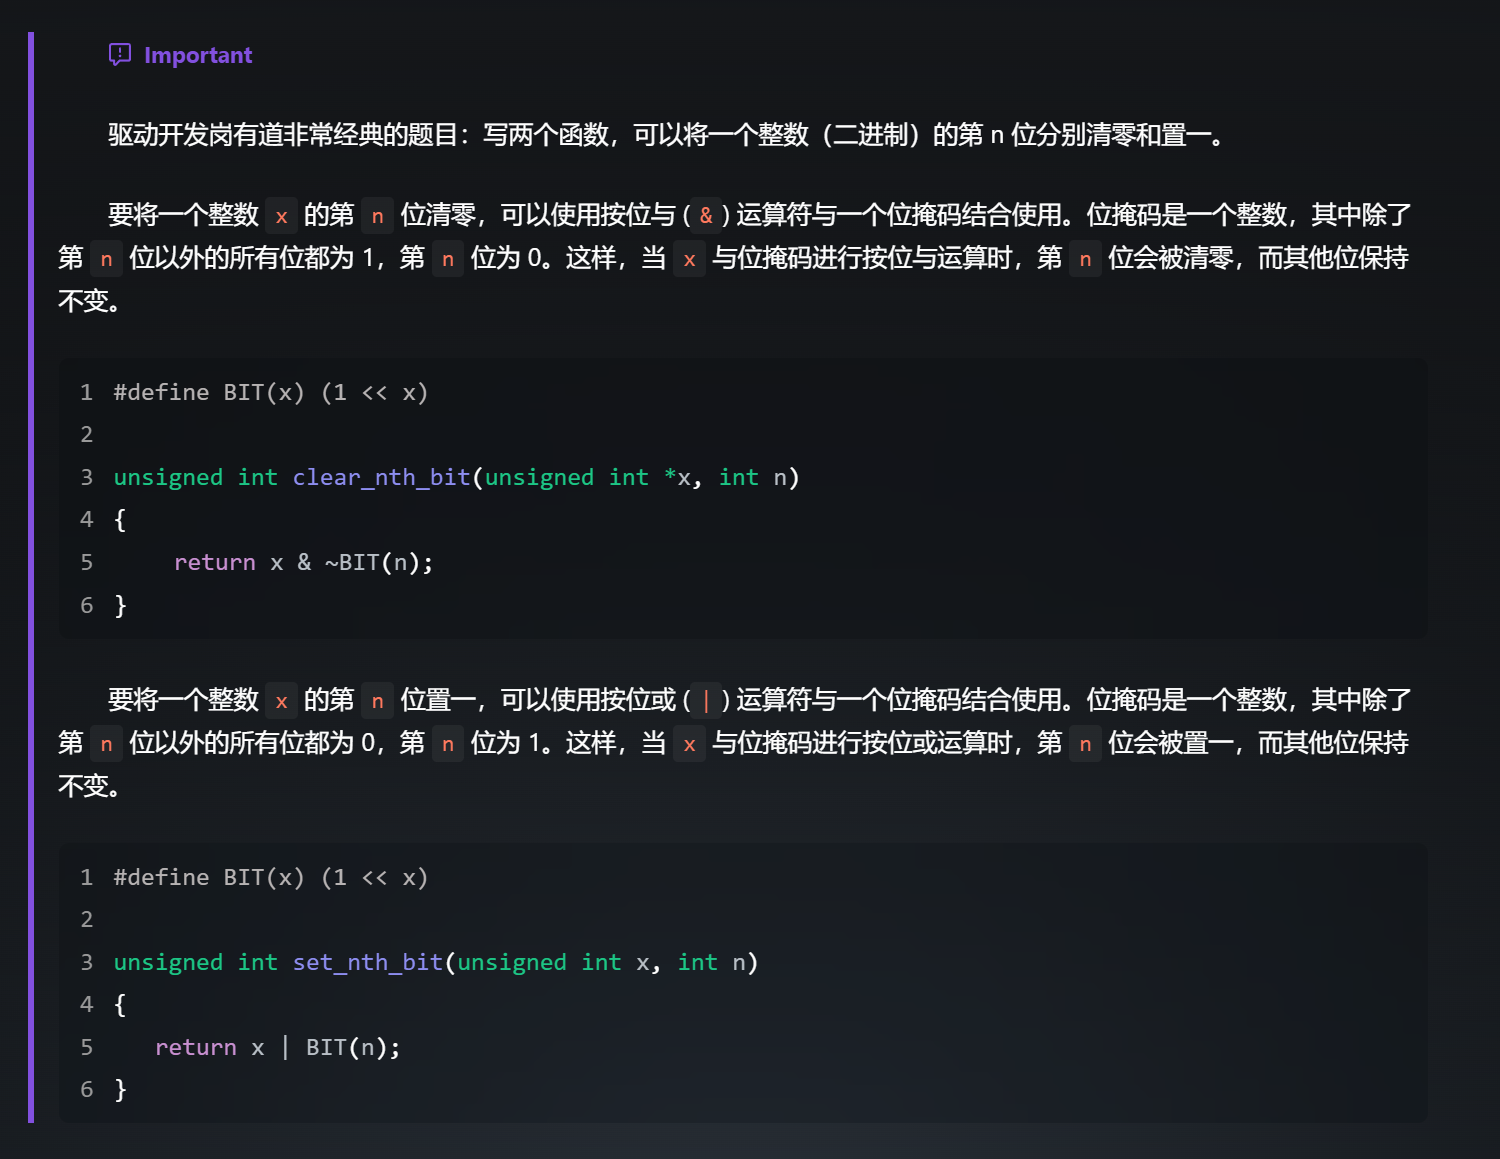 Important
驱动开发岗有道非常经典的题目：写两个函数，可以将一个整数（二进制）的第 n 位分别清零和置一。
要将一个整数 x 的第 n 位清零，可以使用按位与 ( & ) 运算符与一个位掩码结合使用。位掩码是一个整数，其中除了
第 n 位以外的所有位都为 1，第 n 位为 0。这样，当 x 与位掩码进行按位与运算时，第 n 位会被清零，而其他位保持
不变。
1 #define BIT(x) (1 << x)
2
3 unsigned int clear_nth_bit(unsigned int *x, int n)
4 {
5     return x & ~BIT(n);
6 }
要将一个整数 x 的第 n 位置一，可以使用按位或 ( | ) 运算符与一个位掩码结合使用。位掩码是一个整数，其中除了
第 n 位以外的所有位都为 0，第 n 位为 1。这样，当 x 与位掩码进行按位或运算时，第 n 位会被置一，而其他位保持
不变。
1 #define BIT(x) (1 << x)
2
3 unsigned int set_nth_bit(unsigned int x, int n)
4 {
5    return x | BIT(n);
6 }